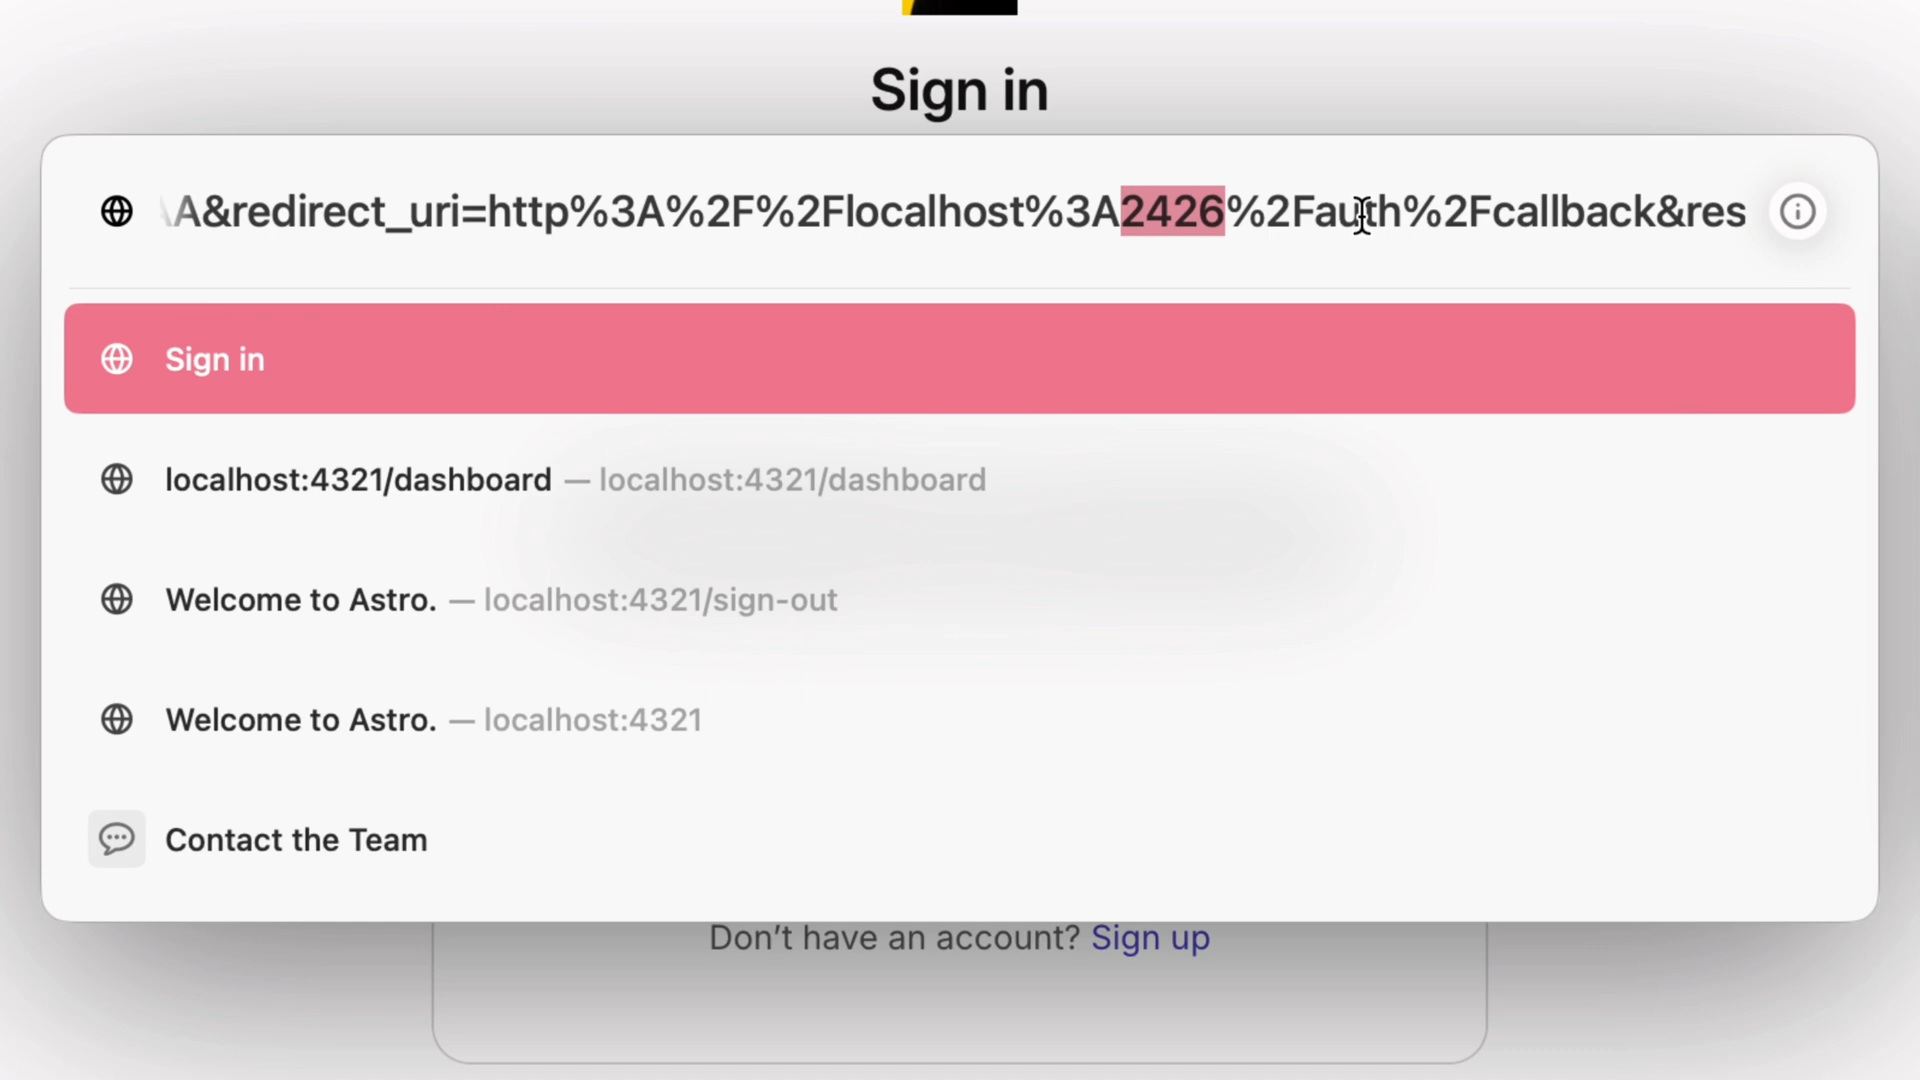 Sign in
A&redirect_uri=http%3A%2F%2Flocalhost%3A2426%2Fauth%2Fcallback&res
Sign in
localhost:4321/dashboard — localhost:4321/dashboard
Welcome to Astro. — localhost:4321/sign-out
Welcome to Astro. — localhost:4321
Contact the Team
Don’t have an account? Sign up